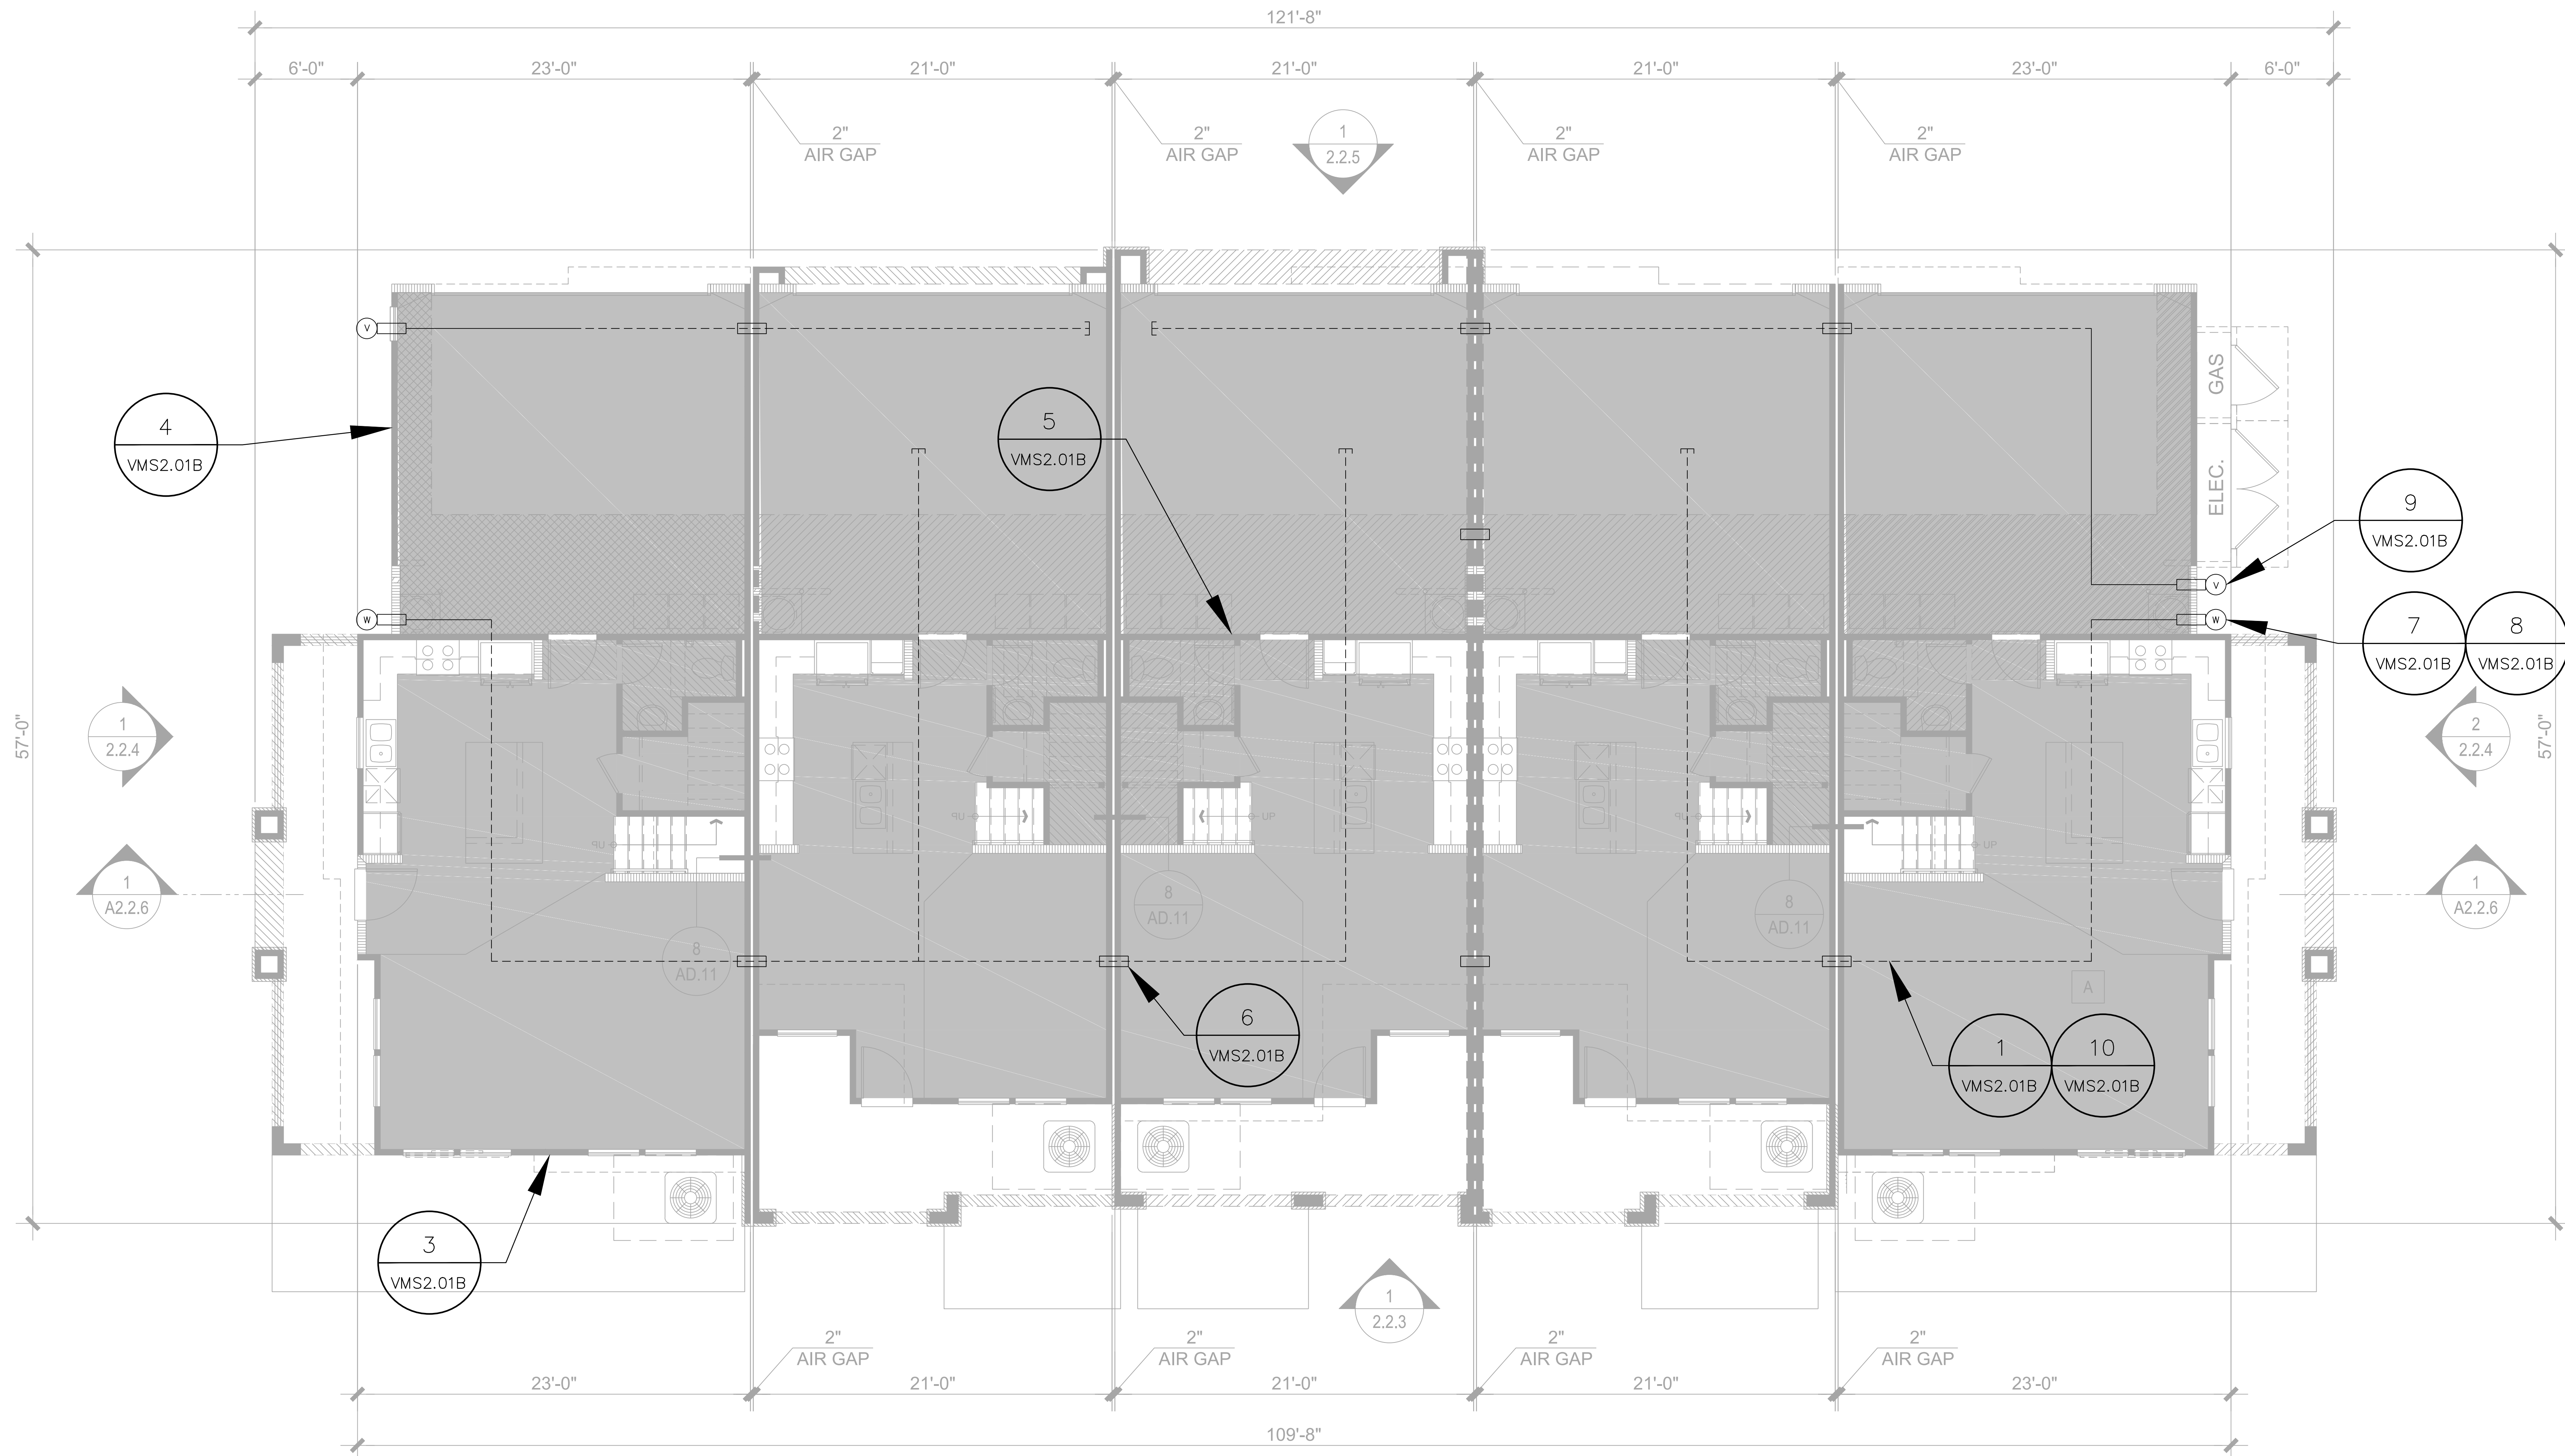 121'-8"
6'-0"
23'-0"
21'-0"
21'-0"
21'-0"
23'-0"
6'-0"
2"
AIR GAP
2"
AIR GAP
1
2.2.5
2"
AIR GAP
2"
AIR GAP
V
GAS
4
VMS2.01B
5
VMS2.01B
ELEC.
9
VMS2.01B
V
W
W
7
VMS2.01B
8
VMS2.01B
57'-0"
1
2.2.4
2
2.2.4
57'-0"
UP
UP
UP
UP
UP
1
A2.2.6
8
AD.11
8
AD.11
1
A2.2.6
8
AD.11
A
6
VMS2.01B
1
VMS2.01B
10
VMS2.01B
3
VMS2.01B
1
2.2.3
2"
AIR GAP
2"
AIR GAP
2"
AIR GAP
2"
AIR GAP
23'-0"
21'-0"
21'-0"
21'-0"
23'-0"
109'-8"